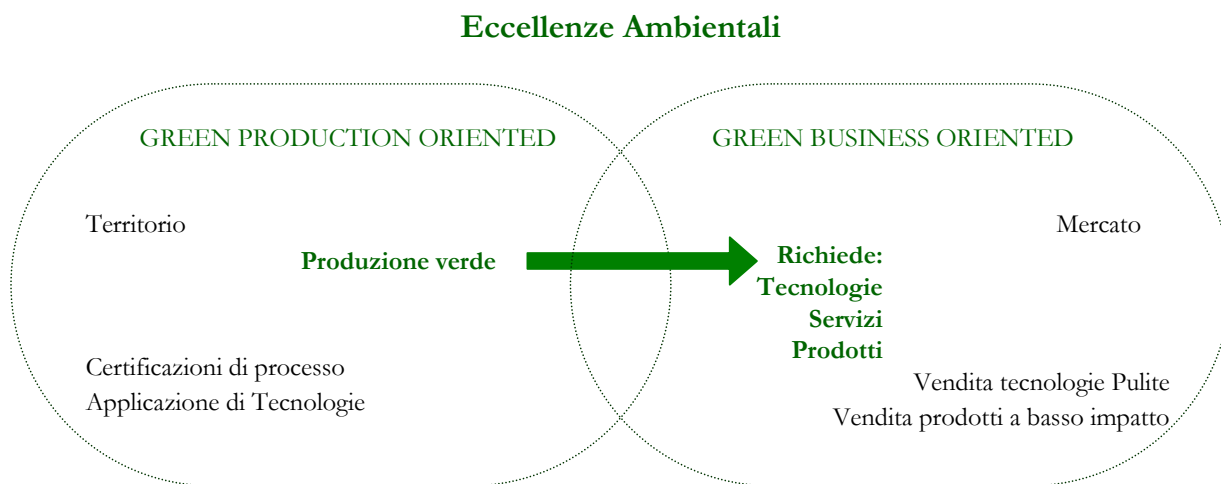 Eccellenze Ambientali
GREEN PRODUCTION ORIENTED
GREEN BUSINESS ORIENTED
Territorio
Mercato
Produzione verde
Richiede:
Tecnologie
Servizi
Prodotti
Certificazioni di processo
Applicazione di Tecnologie
Vendita tecnologie Pulite
Vendita prodotti a basso impatto